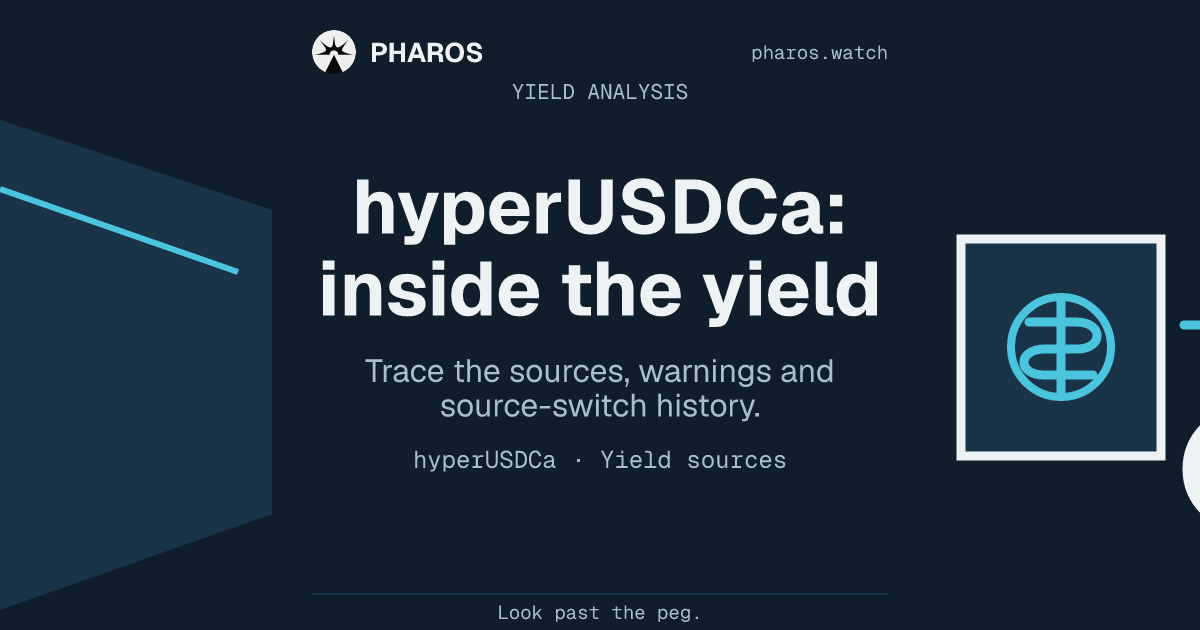 PHAROS
pharos.watch
YIELD ANALYSIS
hyperUSDCa:
inside the yield
Trace the sources, warnings and
source-switch history.
hyperUSDCa · Yield sources
Look past the peg.